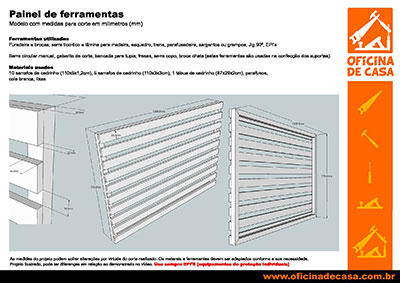 Painel de ferramentas
Modelo com medidas para corte em milímetros (mm)
Ferramentas utilizadas
Furadeira e brocas, serra tico-tico e lâmina para madeira, esquadro, trena, parafusadeira, sargentos ou grampos, Jig 90º, EPI's
Serra circular manual, gabarito de corte, bancada para tupia, fresas, serra copo, broca chata (estas ferramentas são usadas na confecção dos suportes)
Materiais usados
10 sarrafos de cedrinho (110x5x1,2cm), 5 sarrafos de cedrinho (110x3x3cm), 1 tábua de cedrinho (87x28x2cm), parafusos,
cola branca, lixas
OFICINA
DE CASA
As medidas do projeto podem sofrer alterações por virtude do corte realizado. Os materiais e ferramentas devem ser adaptados conforme a sua necessidade.
Projeto ilustrado, pode ter diferenças em relação ao demonstrado no vídeo. Use sempre EPI'S (equipamentos de proteção individuais)
www.oficinadecasa.com.br